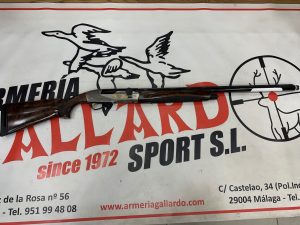 ARMERÍA
ALLARD
since 1972 SPORT S.L.
z de la Rosa nº 56
- Tel. 951 99 48 08
www.armeriagallardo.com
C/ Castelao, 34 (Pol.Ind
29004 Málaga - Tel.